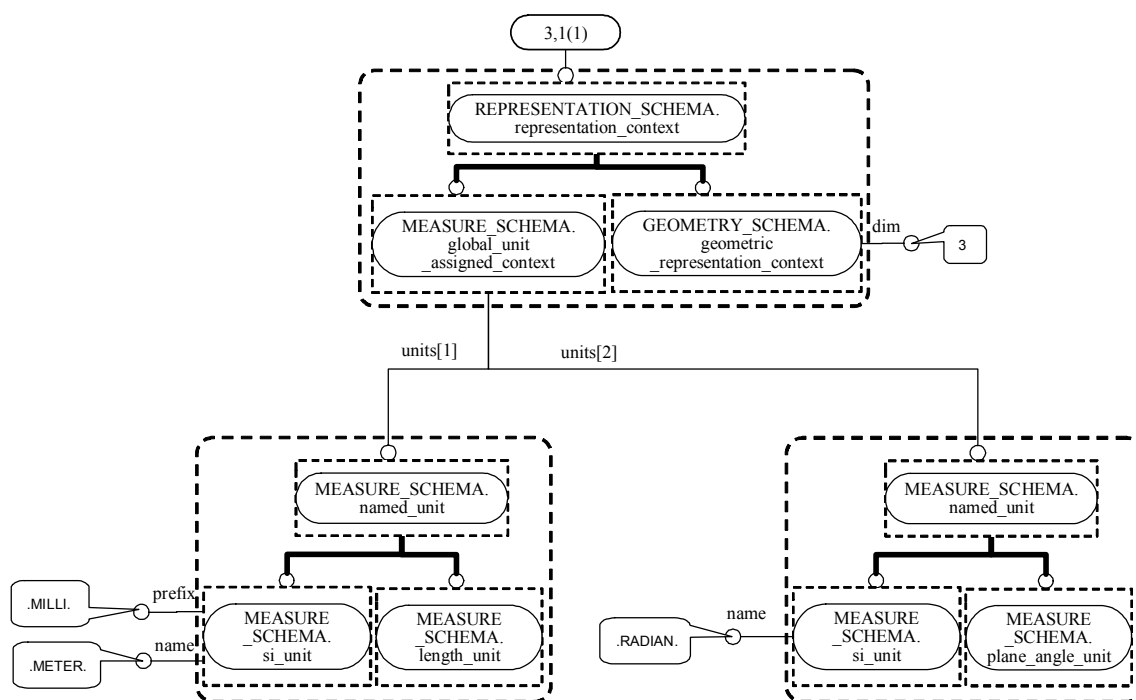 3,1(1)
REPRESENTATION_SCHEMA.
representation_context
MEASURE_SCHEMA.
global_unit
_assigned_context
GEOMETRY_SCHEMA.
geometric
_representation_context
dim
3
units[1]
units[2]
MEASURE_SCHEMA.
named_unit
MEASURE_SCHEMA.
named_unit
.MILLI.
prefix
.METER.
name
MEASURE
_SCHEMA.
si_unit
MEASURE
_SCHEMA.
length_unit
.RADIAN.
name
MEASURE
_SCHEMA.
si_unit
MEASURE
_SCHEMA.
plane_angle_unit